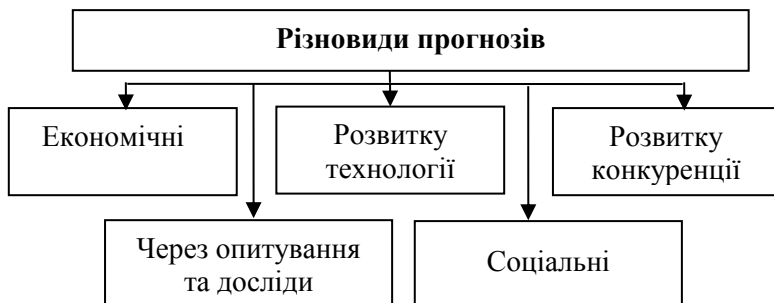 Різновиди прогнозів
Економічні
Розвитку
технології
Розвитку
конкуренції
Через опитування
та досліди
Соціальні